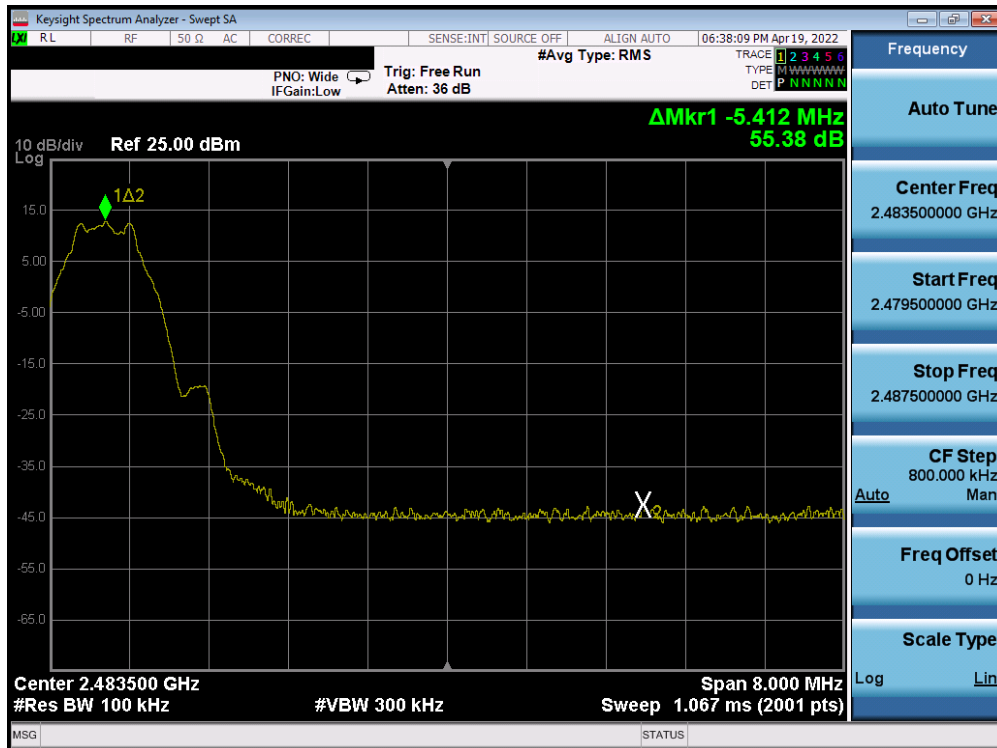 Keysight Spectrum Analyzer - Swept SA
LXI RL RF 50 Ω AC CORREC SENSE:INT SOURCE OFF ALIGN AUTO 06:38:09 PM Apr 19, 2022
#Avg Type: RMS
TRACE 1 2 3 4 5 6
TYPE M WWWWW
DET P N N N N N
PNO: Wide
IFGain:Low
Trig: Free Run
Atten: 36 dB
ΔMkr1 -5.412 MHz
55.38 dB
10 dB/div
Log
Ref 25.00 dBm
1Δ2
15.0
5.00
-5.00
-15.0
-25.0
-35.0
-45.0
-55.0
-65.0
X2
Center 2.483500 GHz
Span 8.000 MHz
#Res BW 100 kHz
#VBW 300 kHz
Sweep 1.067 ms (2001 pts)
MSG
STATUS
Frequency
Auto Tune
Center Freq
2.483500000 GHz
Start Freq
2.479500000 GHz
Stop Freq
2.487500000 GHz
CF Step
800.000 kHz
Auto Man
Freq Offset
0 Hz
Scale Type
Log Lin